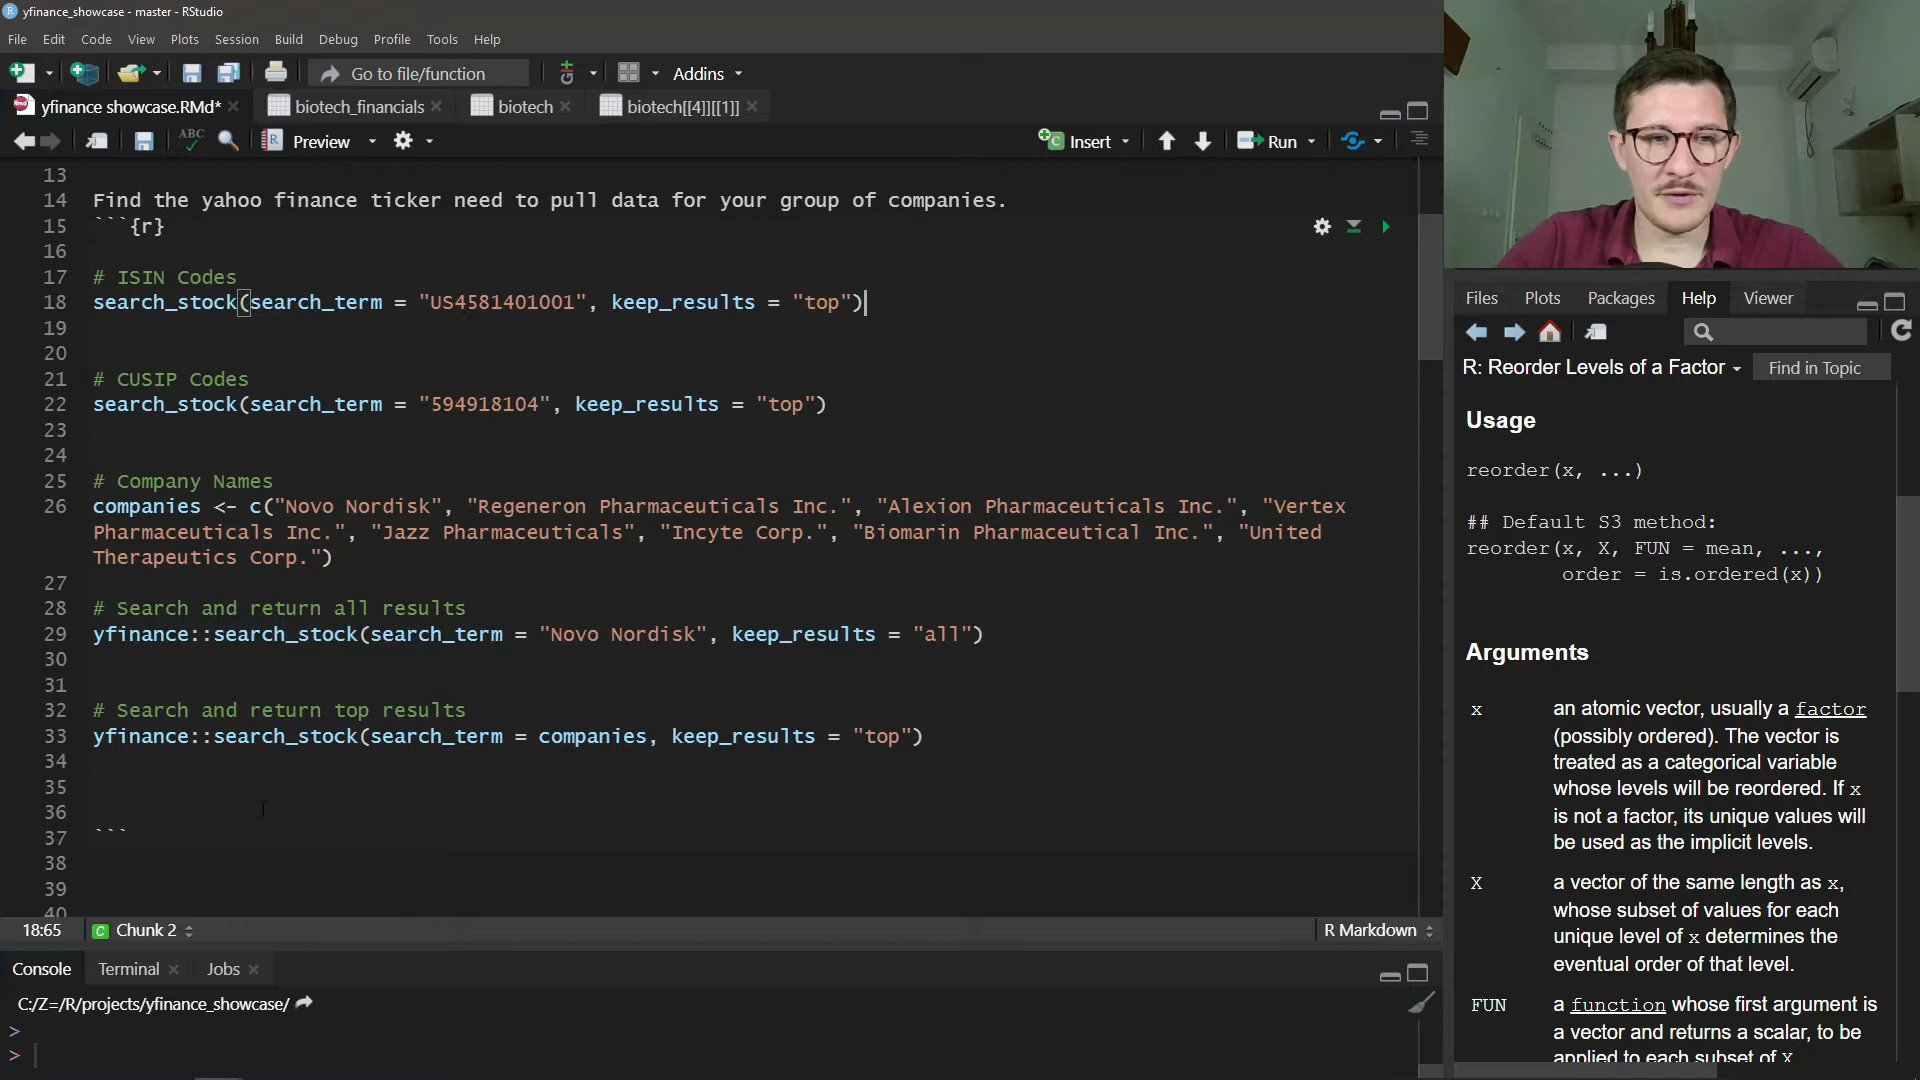 yfinance_showcase - master - RStudio
File Edit Code View Plots Session Build Debug Profile Tools Help
Go to file/function Addins
yfinance showcase.RMd* biotech_financials biotech biotech[[4]][[1]]
ABC Preview Insert Run
13
14 Find the yahoo finance ticker need to pull data for your group of companies.
15 ```{r}
16
17 # ISIN Codes
18 search_stock(search_term = "US4581401001", keep_results = "top")
19
20
21 # CUSIP Codes
22 search_stock(search_term = "594918104", keep_results = "top")
23
24
25 # Company Names
26 companies <- c("Novo Nordisk", "Regeneron Pharmaceuticals Inc.", "Alexion Pharmaceuticals Inc.", "Vertex
Pharmaceuticals Inc.", "Jazz Pharmaceuticals", "Incyte Corp.", "Biomarin Pharmaceutical Inc.", "United
Therapeutics Corp.")
27
28 # Search and return all results
29 yfinance::search_stock(search_term = "Novo Nordisk", keep_results = "all")
30
31
32 # Search and return top results
33 yfinance::search_stock(search_term = companies, keep_results = "top")
34
35
36
37 ```
38
39
40
18:65 C Chunk 2 R Markdown
Console Terminal Jobs
C:/Z=/R/projects/yfinance_showcase/
>
>
Files Plots Packages Help Viewer
R: Reorder Levels of a Factor Find in Topic
Usage
reorder(x, ...)
## Default S3 method:
reorder(x, X, FUN = mean, ...,
order = is.ordered(x))
Arguments
x an atomic vector, usually a factor
(possibly ordered). The vector is
treated as a categorical variable
whose levels will be reordered. If x
is not a factor, its unique values will
be used as the implicit levels.
X a vector of the same length as x,
whose subset of values for each
unique level of x determines the
eventual order of that level.
FUN a function whose first argument is
a vector and returns a scalar, to be
applied to each subset of X